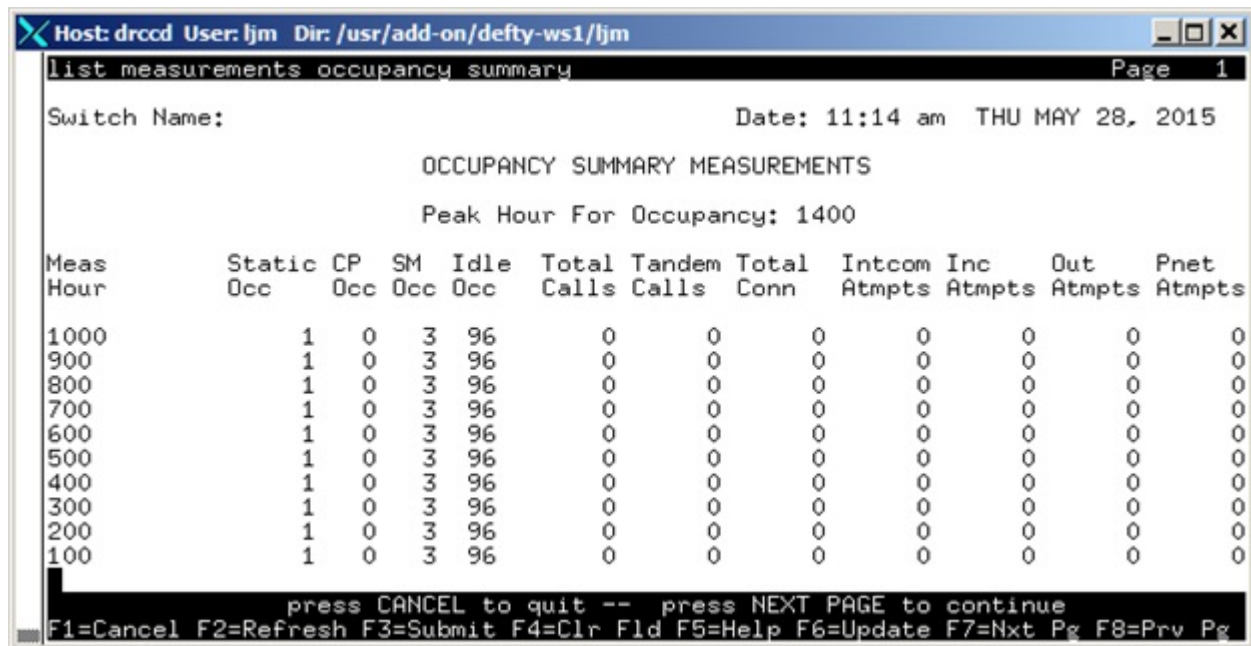 Host: drccd User: ljm Dir: /usr/add-on/defty-ws1/ljm
list measurements occupancy summary Page 1
Switch Name: Date: 11:14 am THU MAY 28, 2015
OCCUPANCY SUMMARY MEASUREMENTS
Peak Hour For Occupancy: 1400
Meas Static CP SM Idle Total Tandem Total Intcom Inc Out Pnet
Hour Occ Occ Occ Occ Calls Calls Conn Atmpts Atmpts Atmpts Atmpts
1000 1 0 3 96 0 0 0 0 0 0 0
900 1 0 3 96 0 0 0 0 0 0 0
800 1 0 3 96 0 0 0 0 0 0 0
700 1 0 3 96 0 0 0 0 0 0 0
600 1 0 3 96 0 0 0 0 0 0 0
500 1 0 3 96 0 0 0 0 0 0 0
400 1 0 3 96 0 0 0 0 0 0 0
300 1 0 3 96 0 0 0 0 0 0 0
200 1 0 3 96 0 0 0 0 0 0 0
100 1 0 3 96 0 0 0 0 0 0 0
press CANCEL to quit -- press NEXT PAGE to continue
F1=Cancel F2=Refresh F3=Submit F4=Clr Fld F5=Help F6=Update F7=Nxt Pg F8=Prv Pg